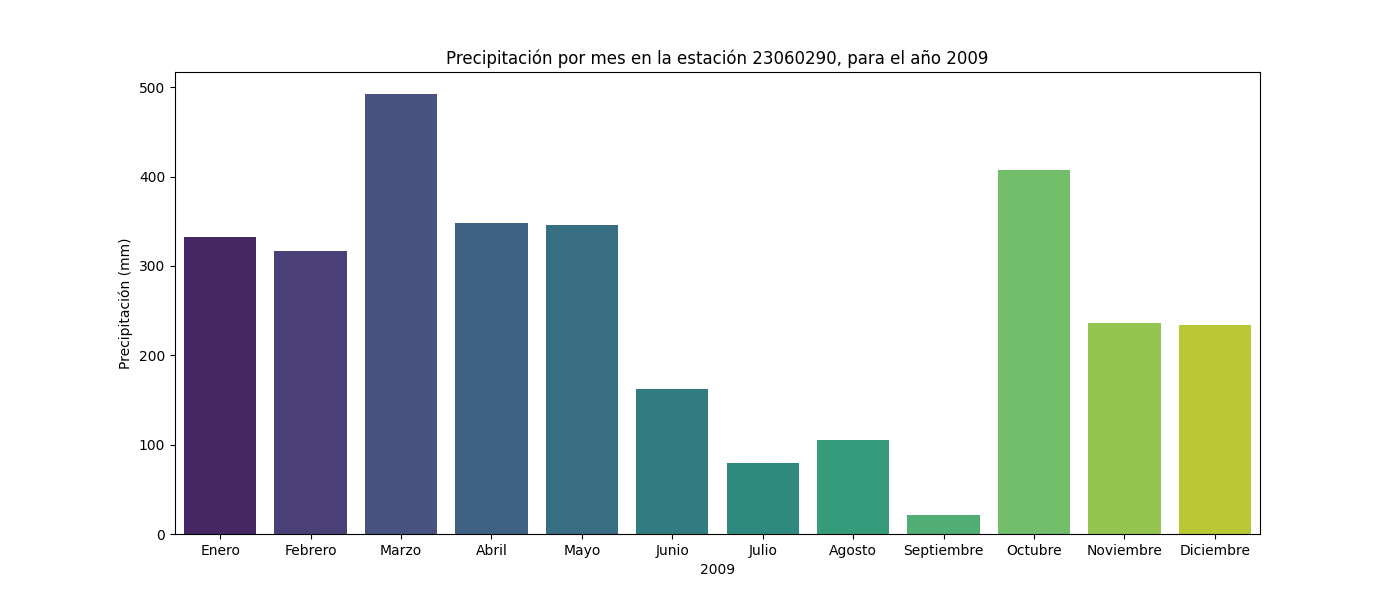 Precipitación por mes en la estación 23060290, para el año 2009
Precipitación (mm)
500
400
300
200
100
0
Enero Febrero Marzo Abril Mayo Junio Julio Agosto Septiembre Octubre Noviembre Diciembre
2009